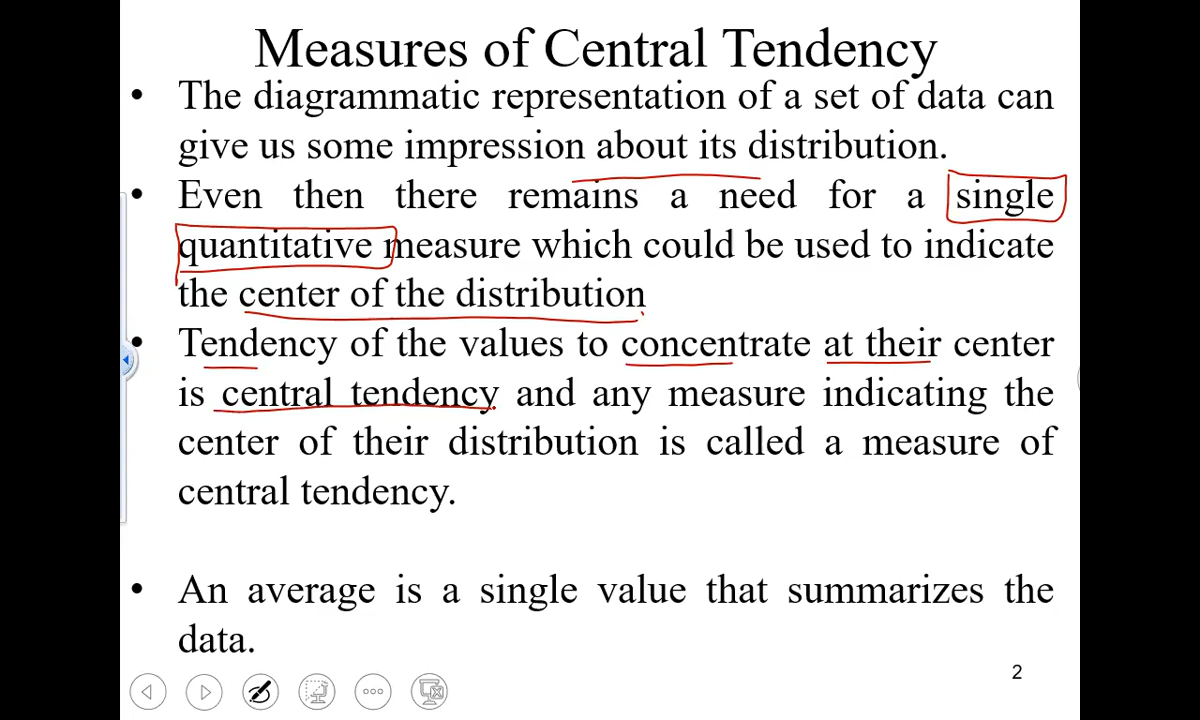 Measures of Central Tendency
• The diagrammatic representation of a set of data can
give us some impression about its distribution.
• Even then there remains a need for a single
quantitative measure which could be used to indicate
the center of the distribution
• Tendency of the values to concentrate at their center
is central tendency and any measure indicating the
center of their distribution is called a measure of
central tendency.
• An average is a single value that summarizes the
data.
2